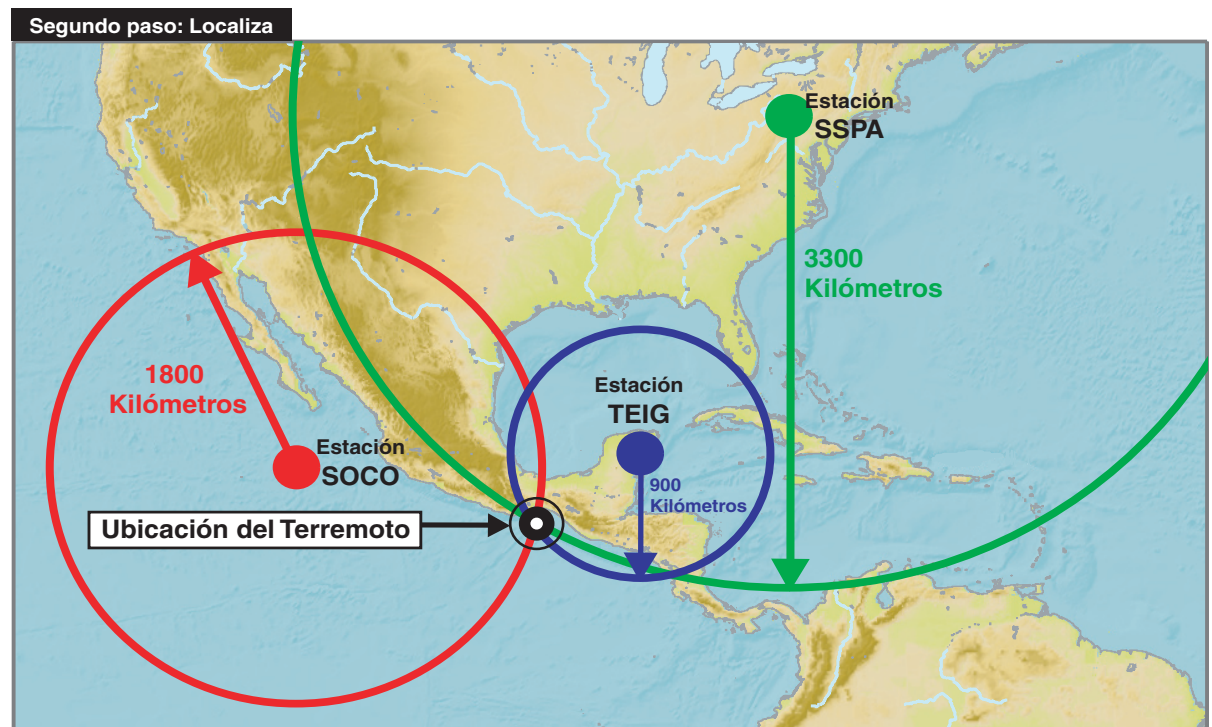 Segundo paso: Localiza
Estación
SSPA
3300
Kilómetros
1800
Kilómetros
Estación
TEIG
900
Kilómetros
Estación
SOCO
Ubicación del Terremoto